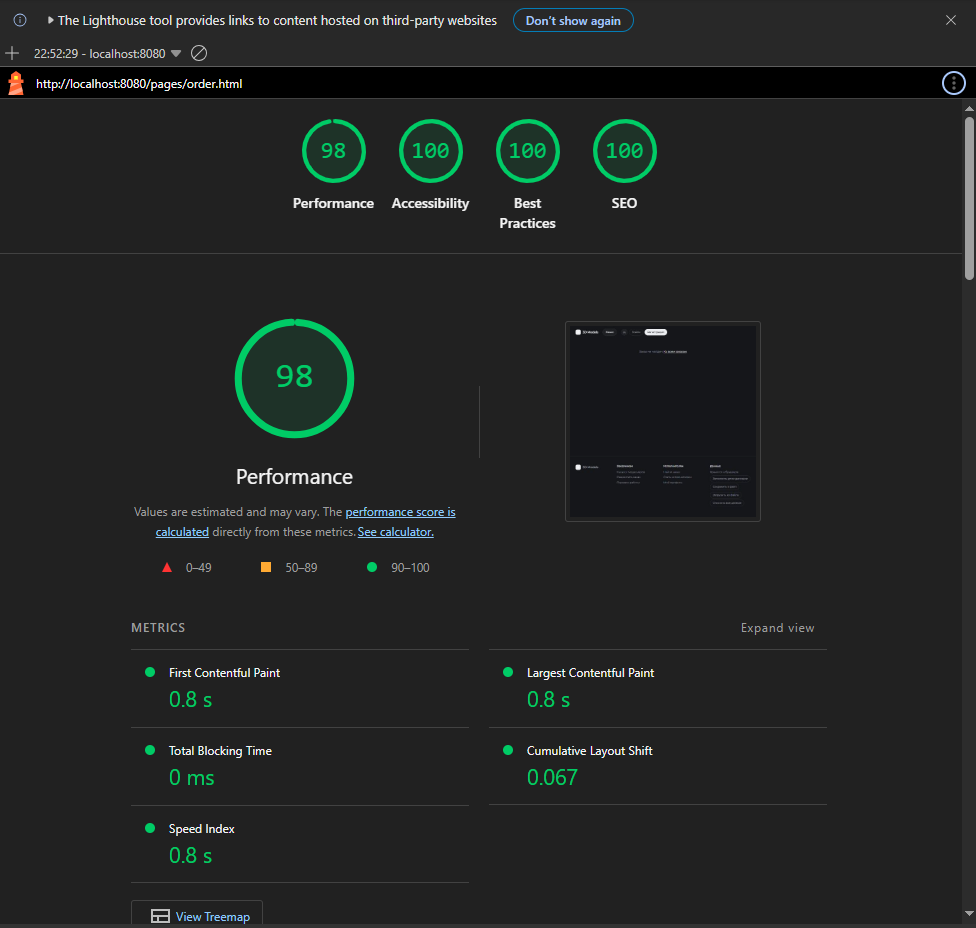 The Lighthouse tool provides links to content hosted on third-party websites
Don't show again
22:52:29 - localhost:8080
http://localhost:8080/pages/order.html
98
100
100
100
Performance
Accessibility
Best
Practices
SEO
98
Performance
Values are estimated and may vary. The performance score is
calculated directly from these metrics. See calculator.
0–49
50–89
90–100
METRICS
Expand view
First Contentful Paint
0.8 s
Largest Contentful Paint
0.8 s
Total Blocking Time
0 ms
Cumulative Layout Shift
0.067
Speed Index
0.8 s
View Treemap